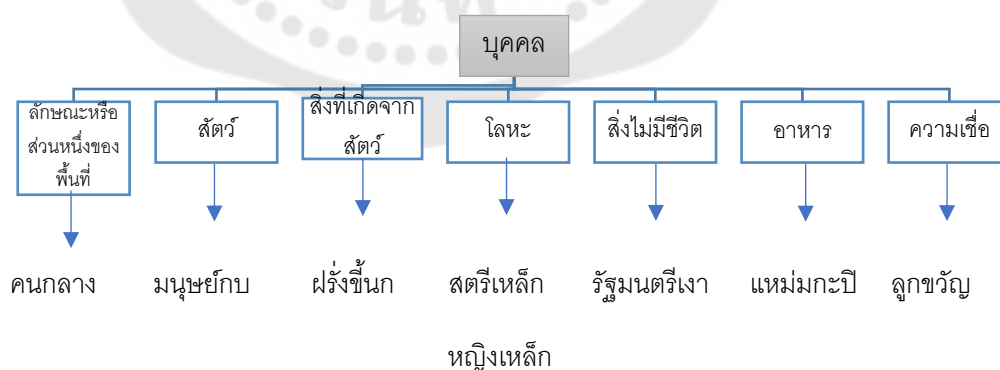 บุคคล
ลักษณะหรือ
ส่วนหนึ่งของ
พื้นที่
สัตว์
สิ่งที่เกิดจาก
สัตว์
โลหะ
สิ่งไม่มีชีวิต
อาหาร
ความเชื่อ
คนกลาง
มนุษย์กบ
ฝรั่งขี้นก
สตรีเหล็ก
รัฐมนตรีเงา
แหม่มกะปิ
ลูกขวัญ
หญิงเหล็ก